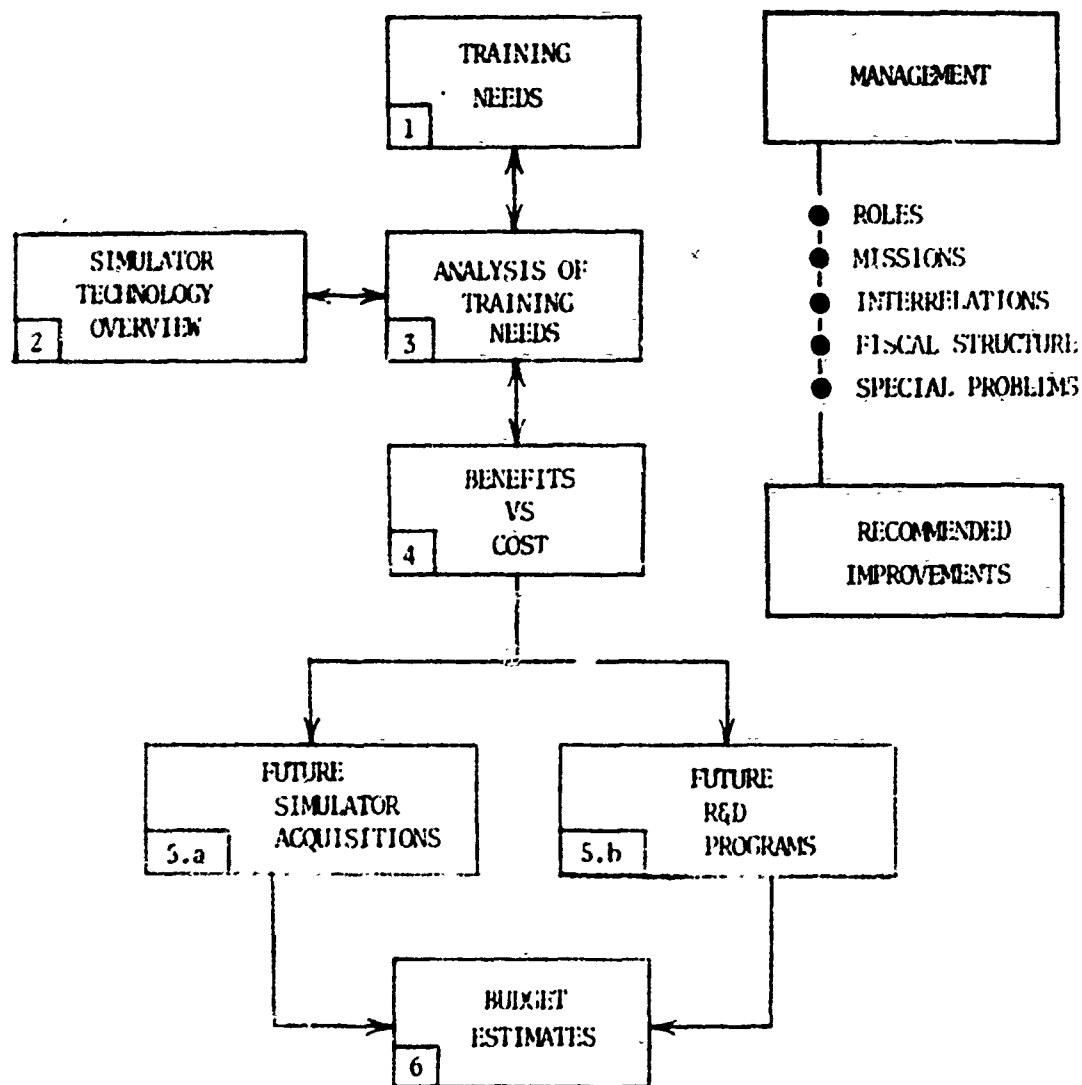 TRAINING
NEEDS
1
MANAGEMENT
ROLES
MISSIONS
INTERRELATIONS
FISCAL STRUCTURE
SPECIAL PROBLEMS
SIMULATOR
TECHNOLOGY
OVERVIEW
2
ANALYSIS OF
TRAINING
NEEDS
3
BENEFITS
VS
COST
4
RECOMMENDED
IMPROVEMENTS
FUTURE
SIMULATOR
ACQUISITIONS
5.a
FUTURE
R&D
PROGRAMS
5.b
BUDGET
ESTIMATES
6